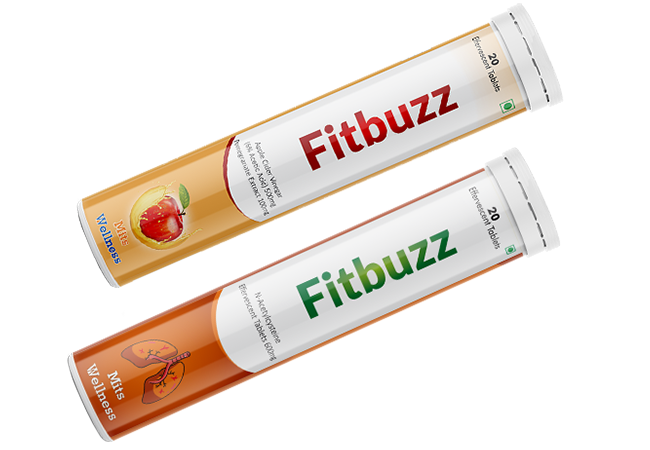 20
Effervescent Tablets
Fitbuzz
Apple Cider Vinegar
(6% Acetic Acid) 500mg
Pomegranate Extract 100mg
Mits
Wellness
20
Effervescent Tablets
Fitbuzz
N-Acetylcysteine
Effervescent Tablets 600mg
Mits
Wellness